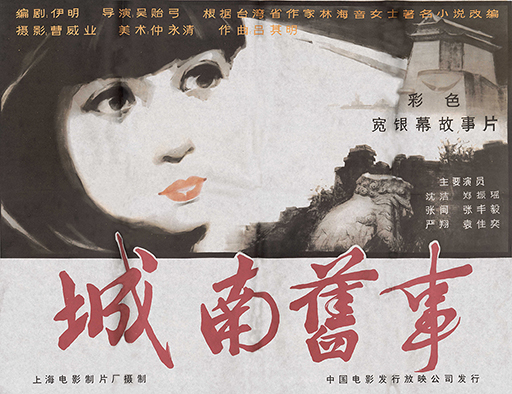 编剧伊明 导演吴贻弓 根据台湾省作家林海音女士著名小说改编
摄影曹威业 美术仲永清 作曲吕其明
彩色
宽银幕故事片
主要演员
沈洁 郑振瑶
张闽 张丰毅
严翔 袁佳奕
城南舊事
上海电影制片厂摄制
中国电影发行放映公司发行